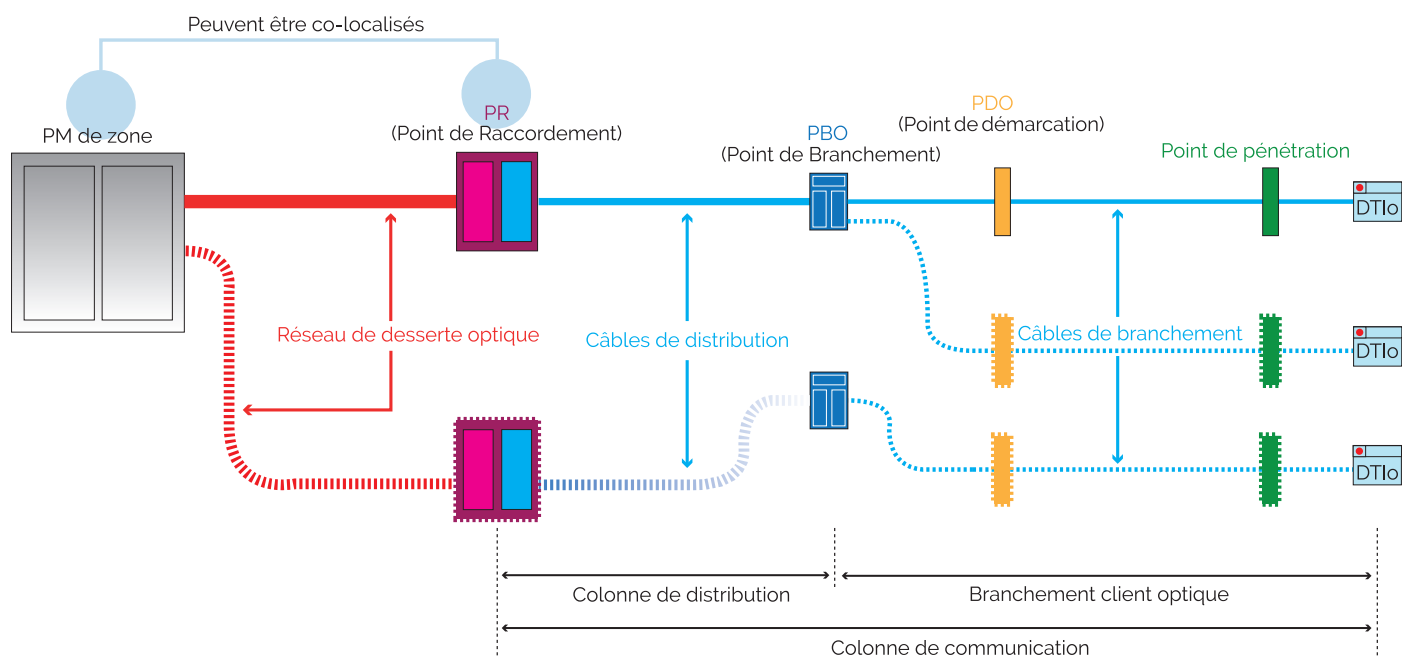 Peuvent être co-localisés
PM de zone
PR
(Point de Raccordement)
PBO
(Point de Branchement)
PDO
(Point de démarcation)
Point de pénétration
DTIo
Réseau de desserte optique
Câbles de distribution
Câbles de branchement
DTIo
DTIo
Colonne de distribution
Branchement client optique
Colonne de communication